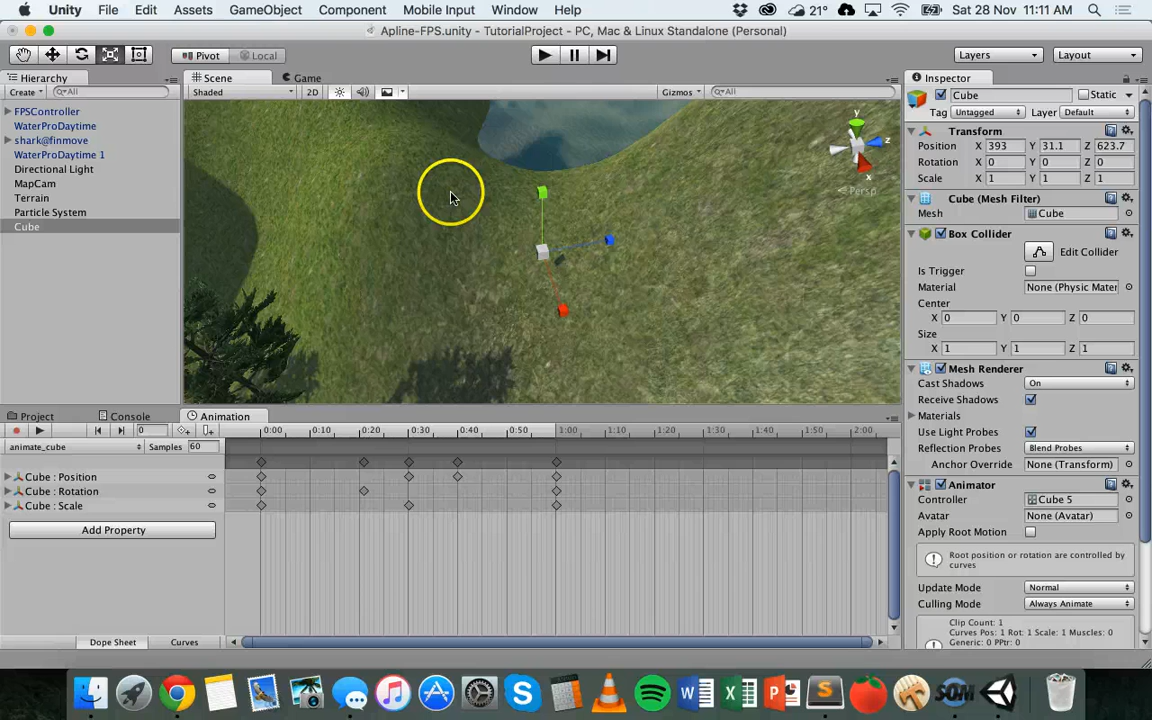 Unity File Edit Assets GameObject Component Mobile Input Window Help 21° Sat 28 Nov 11:11 AM
Apline-FPS.unity - TutorialProject - PC, Mac & Linux Standalone (Personal)
Pivot Local Layers Layout
Hierarchy Scene Game Inspector
Create All Shaded 2D Gizmos All Cube Static
Tag Untagged Layer Default
FPSController
WaterProDaytime
shark@finmove
WaterProDaytime 1
Directional Light
MapCam
Terrain
Particle System
Cube
y
z
x
Persp
Transform
Position X 393 Y 31.1 Z 623.7
Rotation X 0 Y 0 Z 0
Scale X 1 Y 1 Z 1
Cube (Mesh Filter)
Mesh Cube
Box Collider
Edit Collider
Is Trigger
Material None (Physic Mater
Center
X 0 Y 0 Z 0
Size
X 1 Y 1 Z 1
Mesh Renderer
Cast Shadows On
Receive Shadows
Materials
Use Light Probes
Reflection Probes Blend Probes
Anchor Override None (Transform)
Animator
Controller Cube 5
Avatar None (Avatar)
Apply Root Motion
Root position or rotation are controlled by
curves
Update Mode Normal
Culling Mode Always Animate
Clip Count: 1
Curves Pos: 1 Rot: 1 Scale: 1 Muscles: 0
Generic: 0 PPtr: 0
Project Console Animation
0 0:00 0:10 0:20 0:30 0:40 0:50 1:00 1:10 1:20 1:30 1:40 1:50 2:00
animate_cube Samples 60
Cube : Position
Cube : Rotation
Cube : Scale
Add Property
Dope Sheet Curves